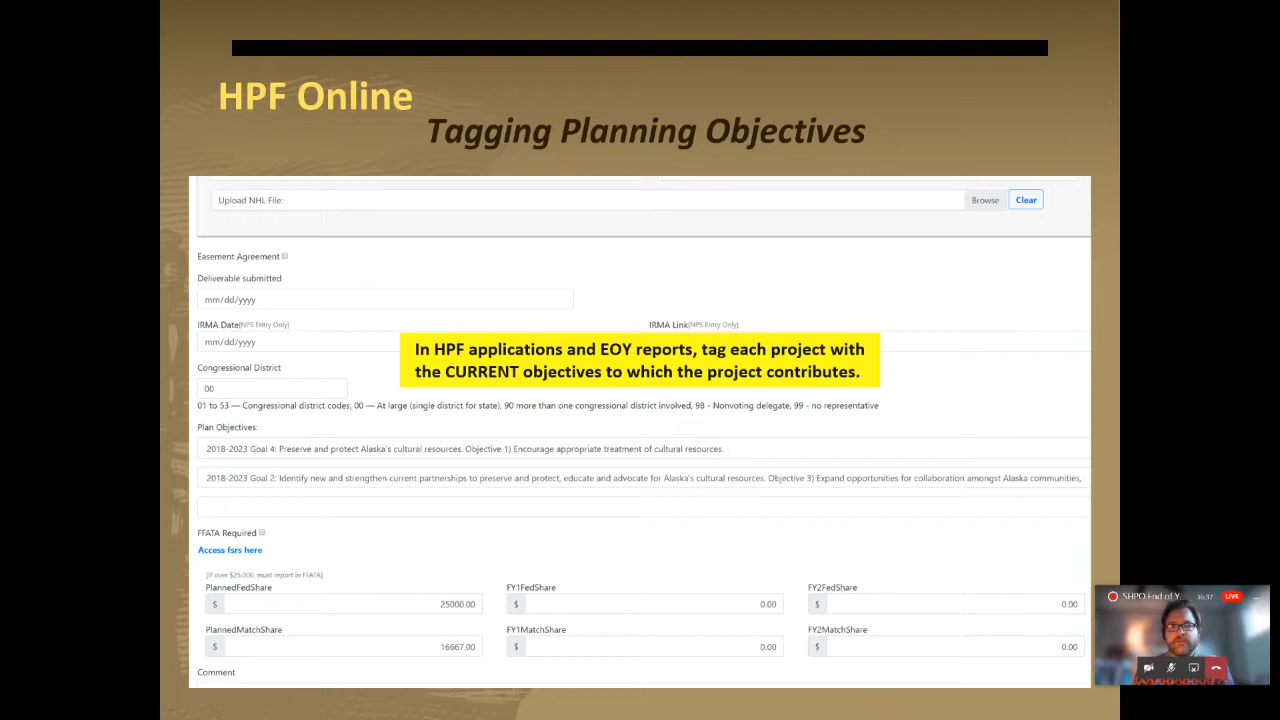 HPF Online
Tagging Planning Objectives
Upload NHL File:
Browse
Clear
Easement Agreement
Deliverable submitted
mm/dd/yyyy
IRMA Date[NPS Entry Only]
IRMA Link[NPS Entry Only]
mm/dd/yyyy
In HPF applications and EOY reports, tag each project with
the CURRENT objectives to which the project contributes.
Congressional District
00
01 to 53 — Congressional district codes, 00 — At large (single district for state), 90 more than one congressional district involved, 98 - Nonvoting delegate, 99 - no representative
Plan Objectives:
2018-2023 Goal 4: Preserve and protect Alaska's cultural resources. Objective 1) Encourage appropriate treatment of cultural resources.
2018-2023 Goal 2: Identify new and strengthen current partnerships to preserve and protect, educate and advocate for Alaska's cultural resources. Objective 3) Expand opportunities for collaboration amongst Alaska communities,
FFATA Required
Access fsrs here
[if over $25,000, must report in FFATA]
PlannedFedShare
FY1FedShare
FY2FedShare
$ 25000.00
$ 0.00
$ 0.00
PlannedMatchShare
FY1MatchShare
FY2MatchShare
$ 16667.00
$ 0.00
$ 0.00
Comment
SHPO End of Y... 36:37 LIVE